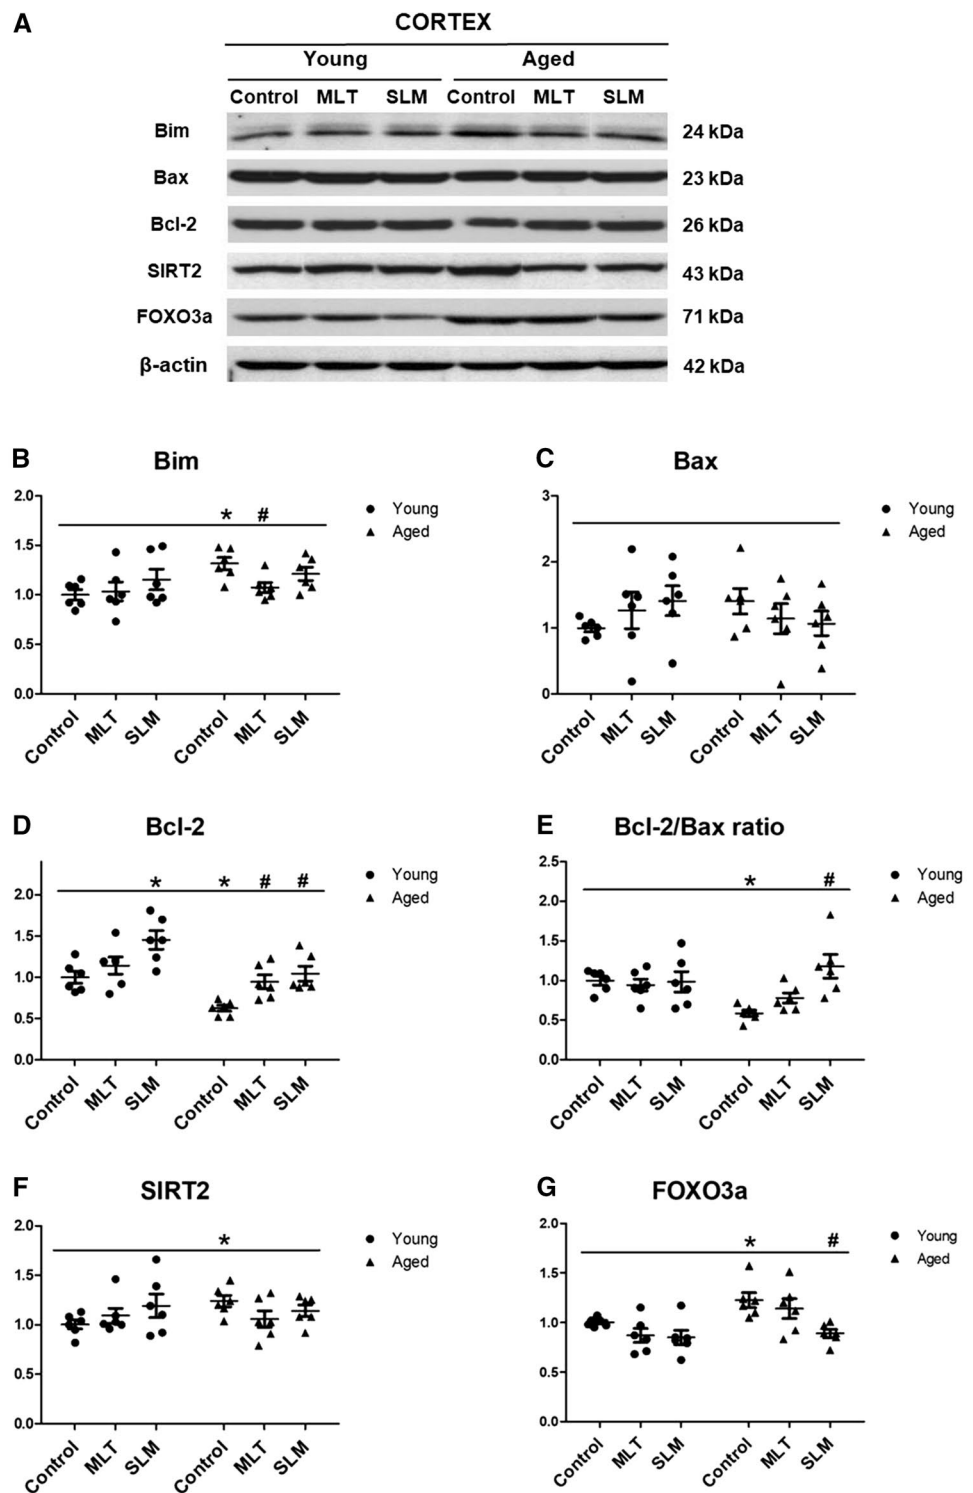 A
CORTEX
Young Aged
Control MLT SLM Control MLT SLM
Bim 24 kDa
Bax 23 kDa
Bcl-2 26 kDa
SIRT2 43 kDa
FOXO3a 71 kDa
β-actin 42 kDa
B
Bim
2.0
1.5
1.0
0.5
0.0
* #
Young
Aged
Control MLT SLM Control MLT SLM
C
Bax
3
2
1
0
Young
Aged
Control MLT SLM Control MLT SLM
D
Bcl-2
2.0
1.5
1.0
0.5
0.0
* * # #
Young
Aged
Control MLT SLM Control MLT SLM
E
Bcl-2/Bax ratio
2.5
2.0
1.5
1.0
0.5
0.0
* #
Young
Aged
Control MLT SLM Control MLT SLM
F
SIRT2
2.0
1.5
1.0
0.5
0.0
*
Young
Aged
Control MLT SLM Control MLT SLM
G
FOXO3a
2.0
1.5
1.0
0.5
0.0
* #
Young
Aged
Control MLT SLM Control MLT SLM